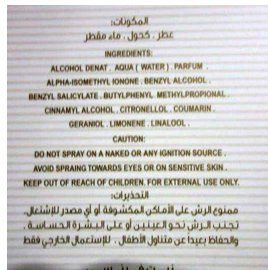 المكونات:
عطر . كحول . ماء مقطر
INGREDIENTS:
ALCOHOL DENAT . AQUA ( WATER ) . PARFUM .
ALPHA-ISOMETHYL IONONE . BENZYL ALCOHOL .
BENZYL SALICYLATE . BUTYLPHENYL METHYLPROPIONAL .
CINNAMYL ALCOHOL . CITRONELLOL . COUMARIN .
GERANIOL . LIMONENE . LINALOOL .
CAUTION:
DO NOT SPRAY ON A NAKED OR ANY IGNITION SOURCE .
AVOID SPRAING TOWARDS EYES OR ON SENSITIVE SKIN .
KEEP OUT OF REACH OF CHILDREN. FOR EXTERNAL USE ONLY.
التحذيرات:
ممنوع الرش على الأماكن المكشوفة أو أي مصدر للإشتعال.
تجنب الرش نحو العينين أو على البشرة الحساسة .
والحفاظ بعيداً عن متناول الأطفال . للإستعمال الخارجي فقط